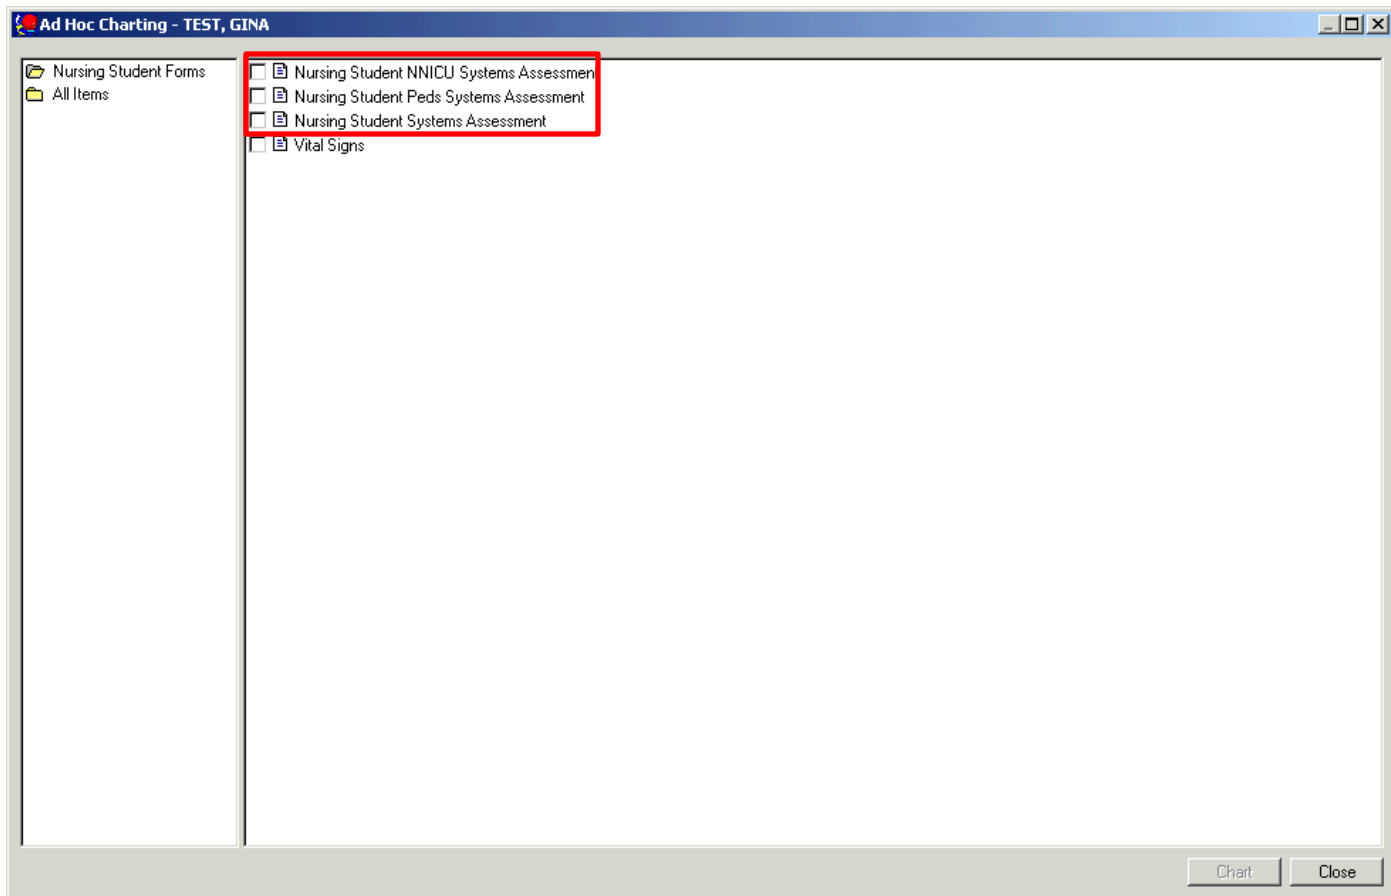 Ad Hoc Charting - TEST, GINA
Nursing Student Forms
All Items
Nursing Student NNICU Systems Assessmen
Nursing Student Peds Systems Assessment
Nursing Student Systems Assessment
Vital Signs
Chart
Close